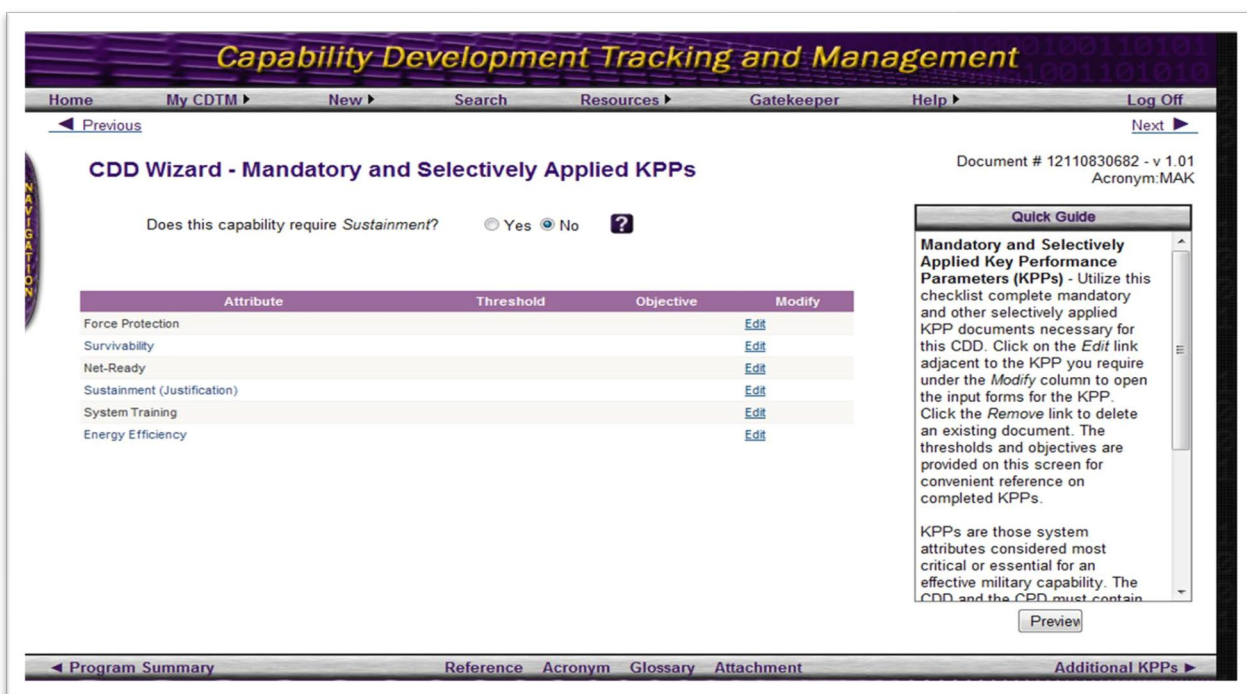 Capability Development Tracking and Management
Home My CDTM New Search Resources Gatekeeper Help Log Off
Previous Next
CDD Wizard - Mandatory and Selectively Applied KPPs
Document # 12110830682 - v 1.01
Acronym:MAK
NAVIGATION
Does this capability require Sustainment? Yes No ?
Quick Guide
Mandatory and Selectively
Applied Key Performance
Parameters (KPPs) - Utilize this
checklist complete mandatory
and other selectively applied
KPP documents necessary for
this CDD. Click on the Edit link
adjacent to the KPP you require
under the Modify column to open
the input forms for the KPP.
Click the Remove link to delete
an existing document. The
thresholds and objectives are
provided on this screen for
convenient reference on
completed KPPs.
KPPs are those system
attributes considered most
critical or essential for an
effective military capability. The
CDD and the CPD must contain
Preview
Attribute Threshold Objective Modify
Force Protection Edit
Survivability Edit
Net-Ready Edit
Sustainment (Justification) Edit
System Training Edit
Energy Efficiency Edit
Program Summary Reference Acronym Glossary Attachment Additional KPPs